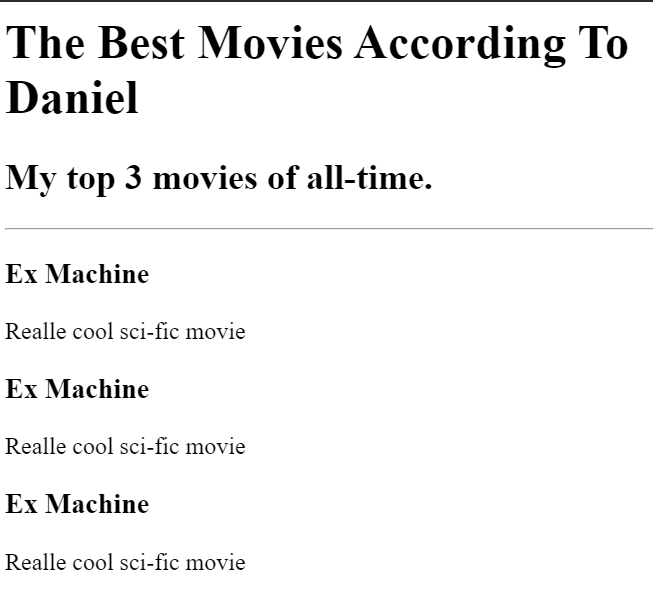 The Best Movies According To
Daniel
My top 3 movies of all-time.
Ex Machine
Realle cool sci-fic movie
Ex Machine
Realle cool sci-fic movie
Ex Machine
Realle cool sci-fic movie